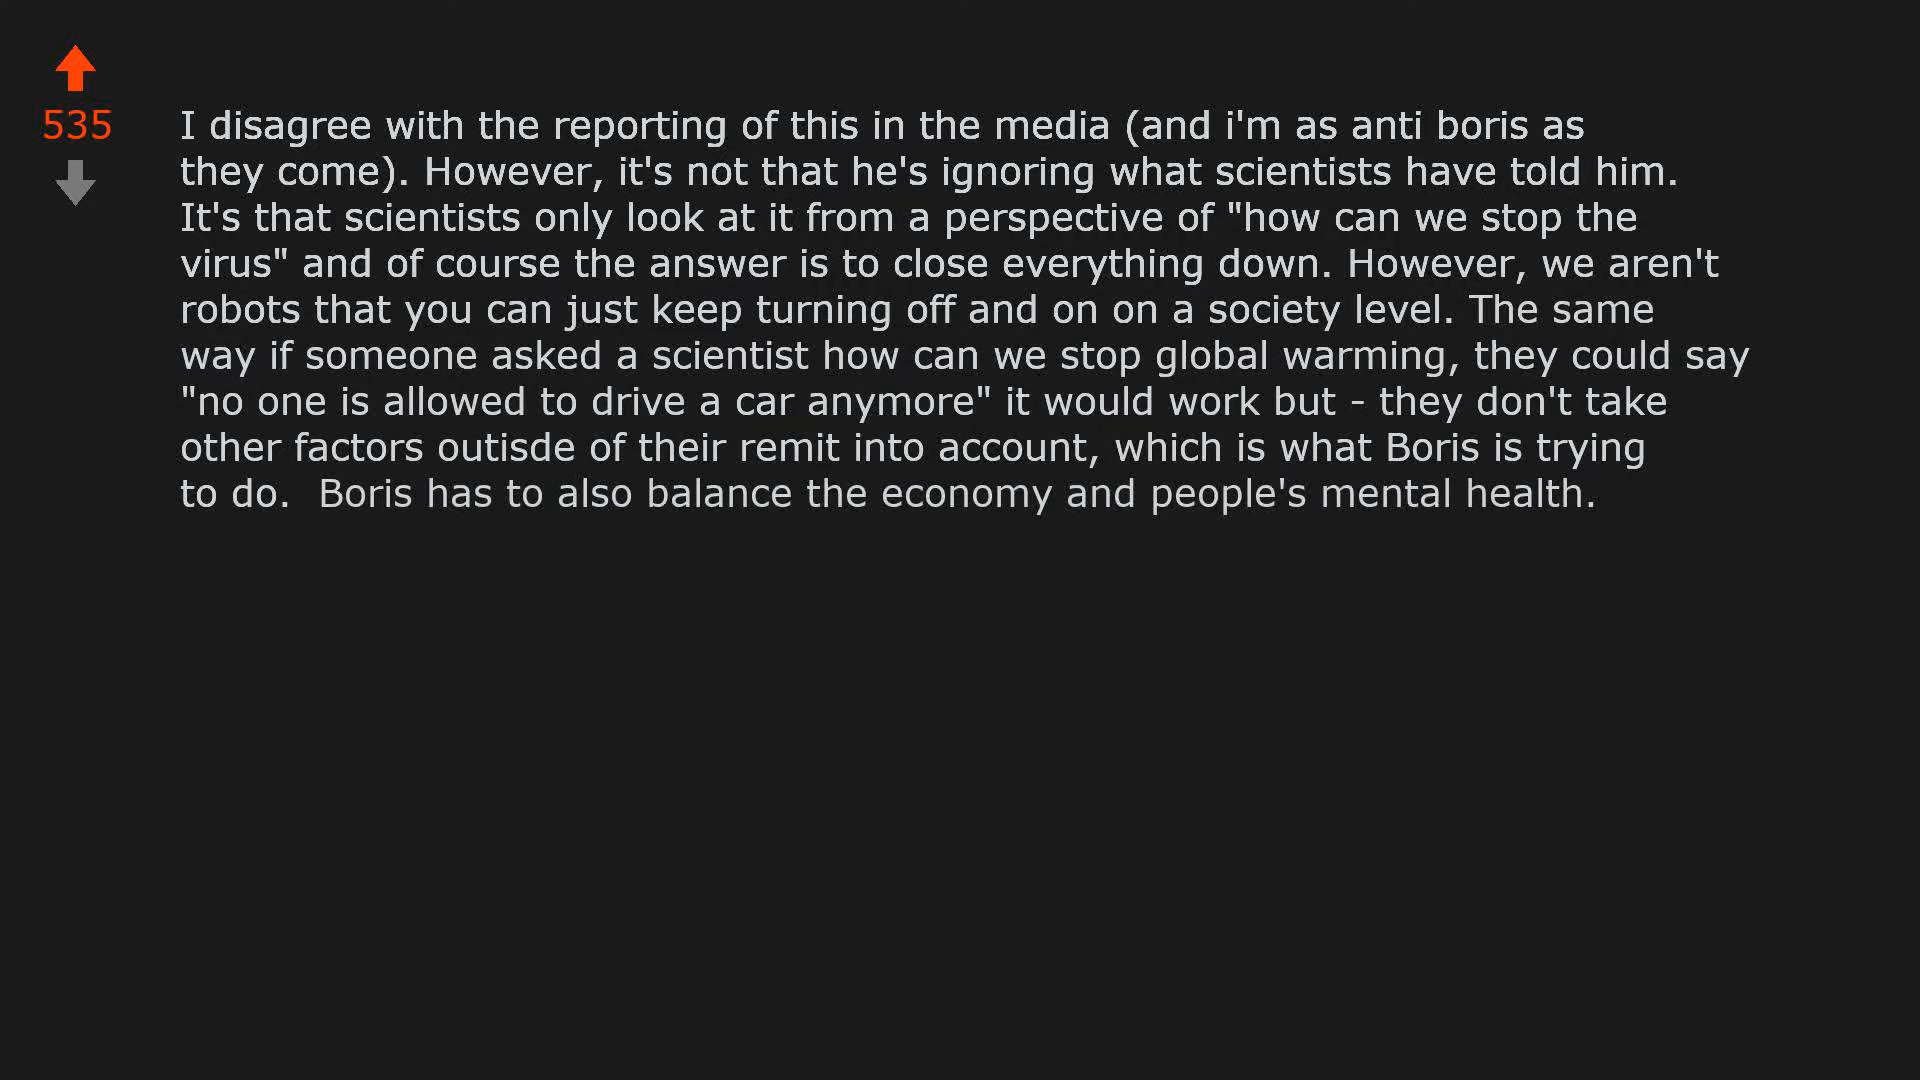 535
I disagree with the reporting of this in the media (and i'm as anti boris as
they come). However, it's not that he's ignoring what scientists have told him.
It's that scientists only look at it from a perspective of "how can we stop the
virus" and of course the answer is to close everything down. However, we aren't
robots that you can just keep turning off and on on a society level. The same
way if someone asked a scientist how can we stop global warming, they could say
"no one is allowed to drive a car anymore" it would work but - they don't take
other factors outisde of their remit into account, which is what Boris is trying
to do.  Boris has to also balance the economy and people's mental health.